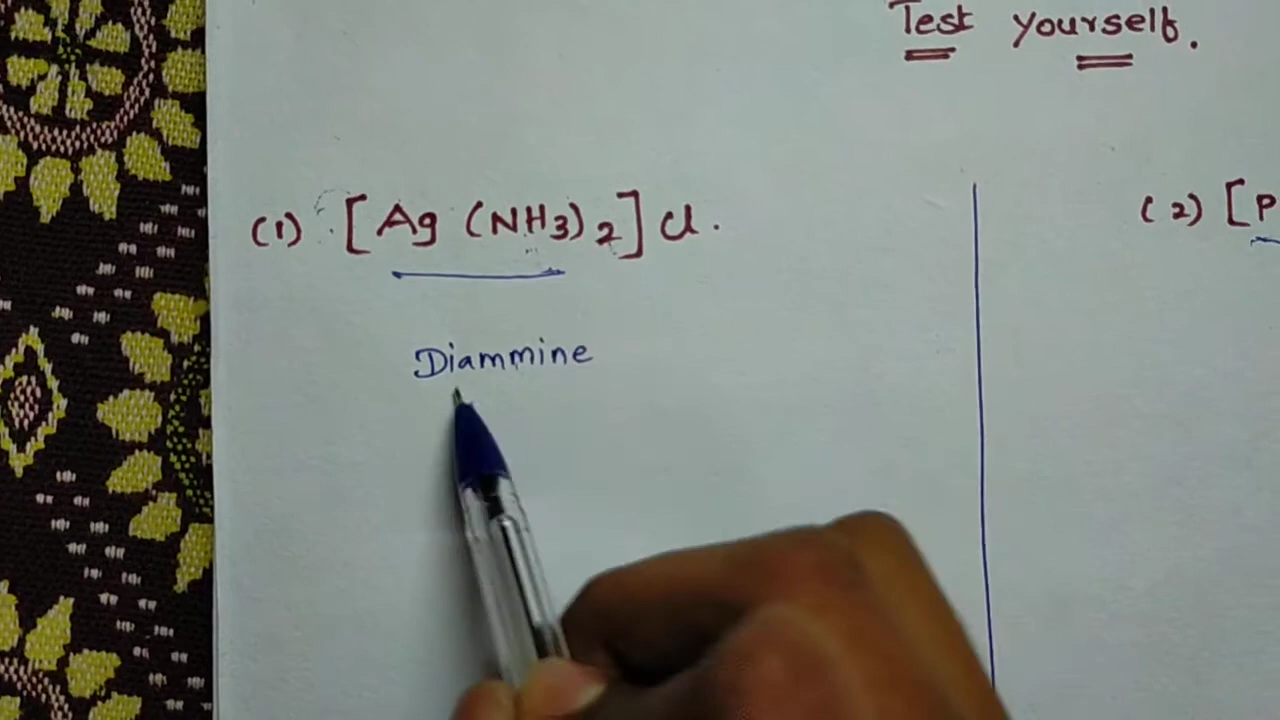 Test yourself.
(1) [Ag (NH3)2] Cl.
(2) [P
Diammine